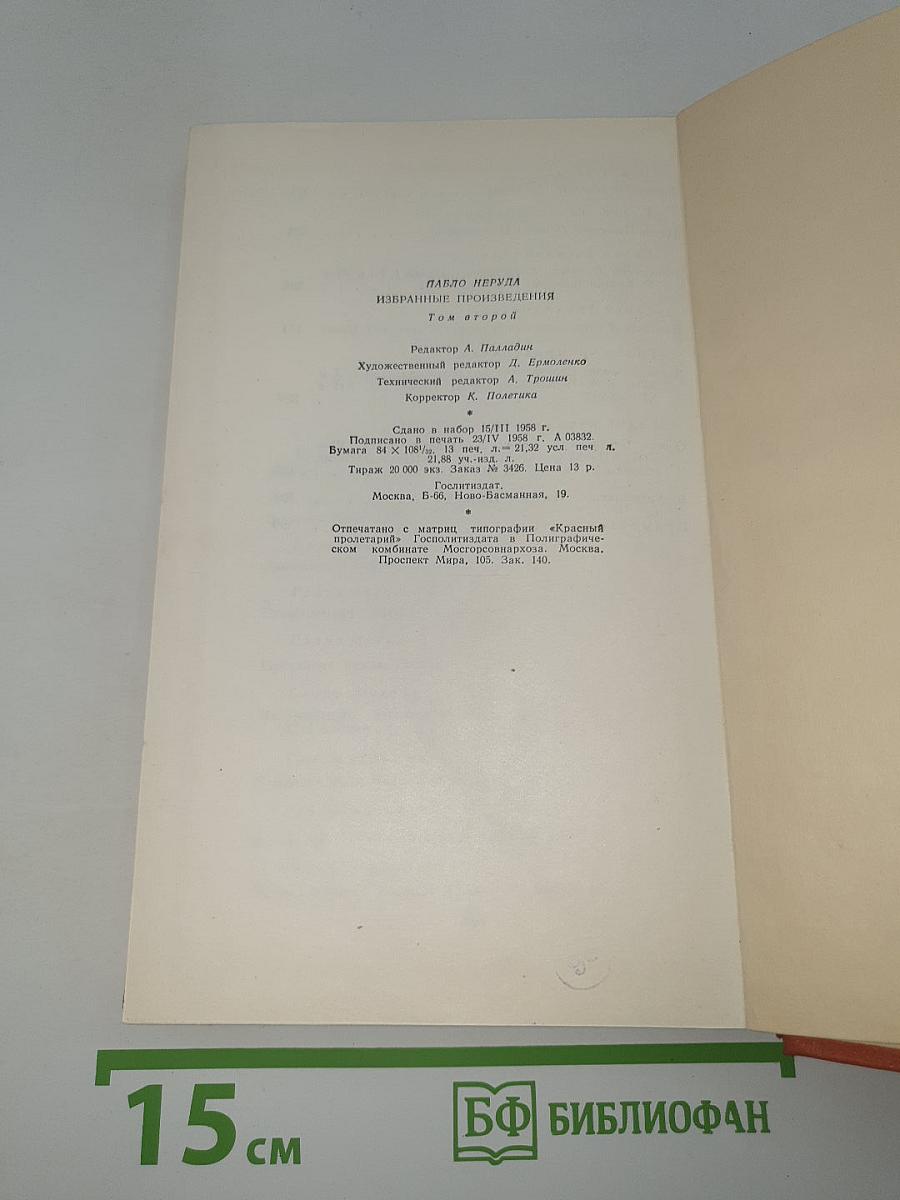 ПАБЛО НЕРУДА
ИЗБРАННЫЕ ПРОИЗВЕДЕНИЯ
Том второй
Редактор А. Палладин
Художественный редактор Д. Ермоленко
Технический редактор А. Трошин
Корректор К. Полетика
*
Сдано в набор 15/III 1958 г.
Подписано в печать 23/IV 1958 г. А 03832.
Бумага 84 × 108¹/₃₂. 13 печ. л.= 21,32 усл. печ. л.
21,88 уч.-изд. л.
Тираж 20 000 экз. Заказ № 3426. Цена 13 р.
Гослитиздат.
Москва, Б-66, Ново-Басманная, 19.
*
Отпечатано с матриц типографии «Красный
пролетарий» Госполитиздата в Полиграфиче-
ском комбинате Мосгорсовнархоза. Москва,
Проспект Мира, 105. Зак. 140.
15 см
БФ БИБЛИОФАН